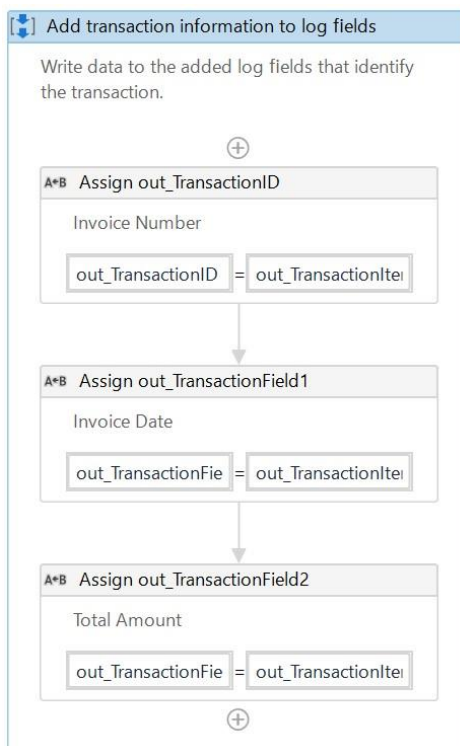 Add transaction information to log fields
Write data to the added log fields that identify
the transaction.
A+B Assign out_TransactionID
Invoice Number
out_TransactionID = out_TransactionIte
A+B Assign out_TransactionField1
Invoice Date
out_TransactionFie = out_TransactionIte
A+B Assign out_TransactionField2
Total Amount
out_TransactionFie = out_TransactionIte